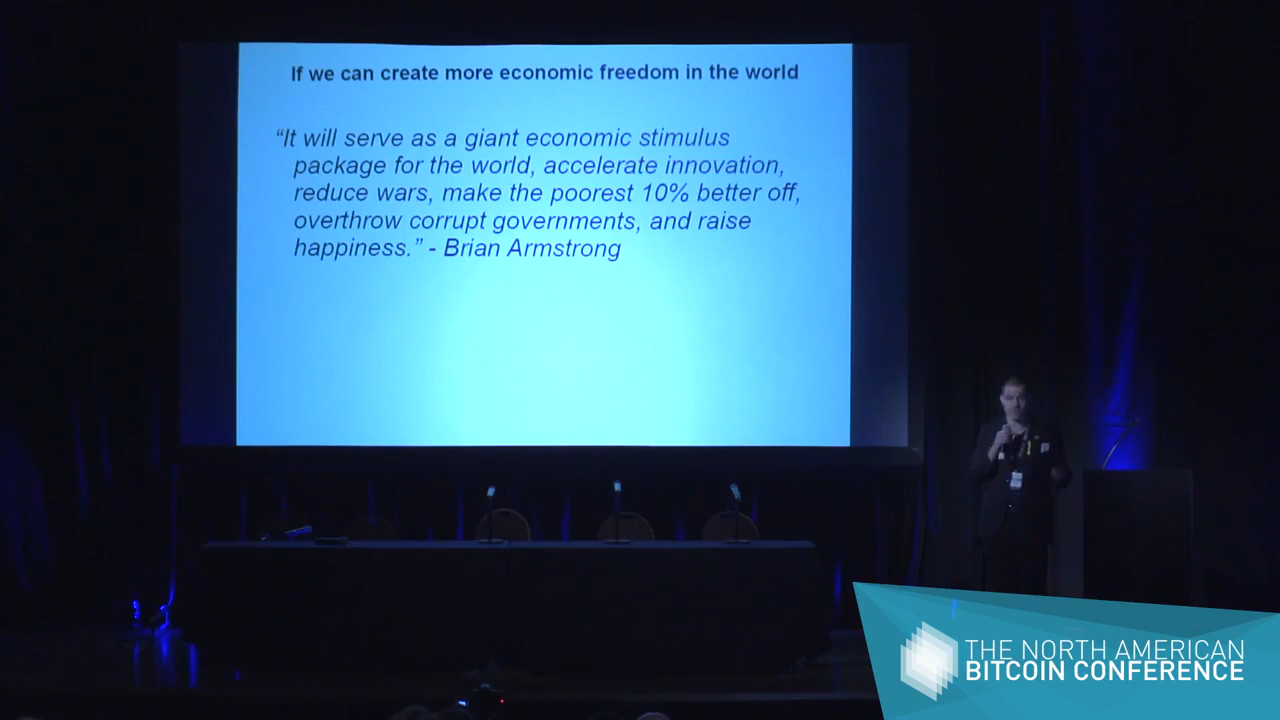 If we can create more economic freedom in the world
“It will serve as a giant economic stimulus
package for the world, accelerate innovation,
reduce wars, make the poorest 10% better off,
overthrow corrupt governments, and raise
happiness.” - Brian Armstrong
THE NORTH AMERICAN
BITCOIN CONFERENCE